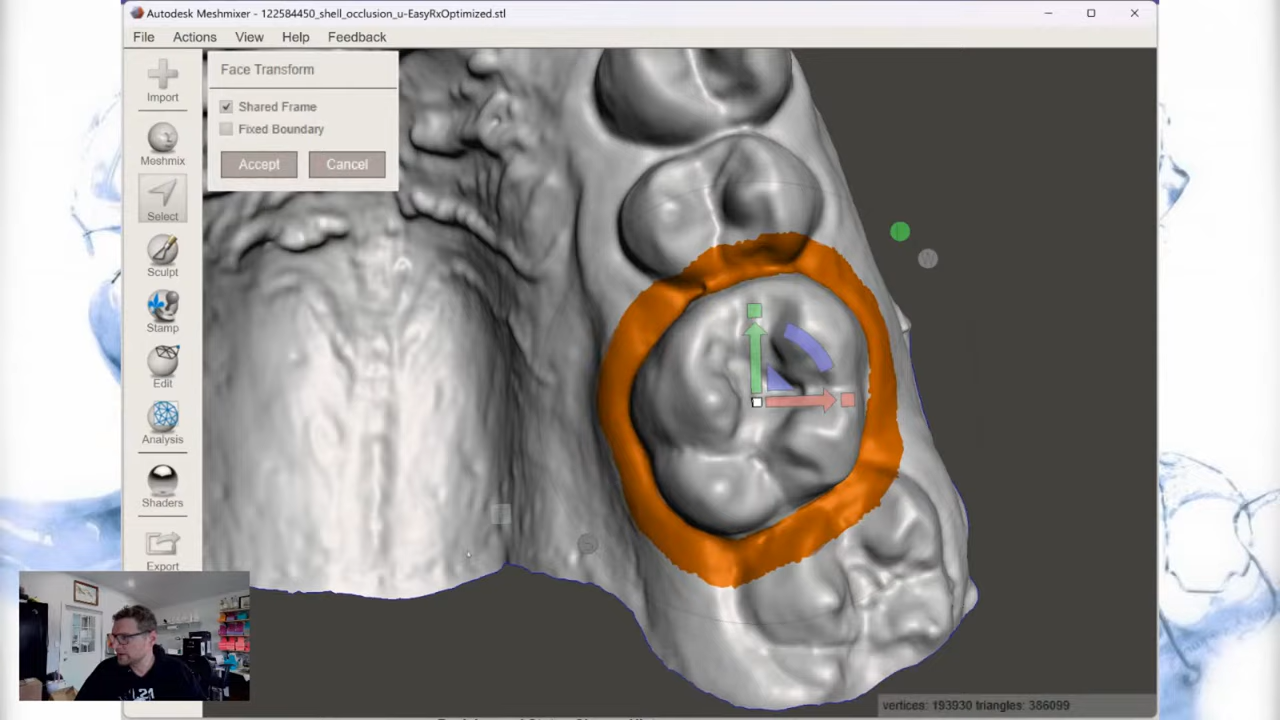 Autodesk Meshmixer - 122584450_shell_occlusion_u-EasyRxOptimized.stl
File Actions View Help Feedback
Face Transform
Shared Frame
Fixed Boundary
Accept Cancel
Import
Meshmix
Select
Sculpt
Stamp
Edit
Analysis
Shaders
Export
W
vertices: 193930 triangles: 386099